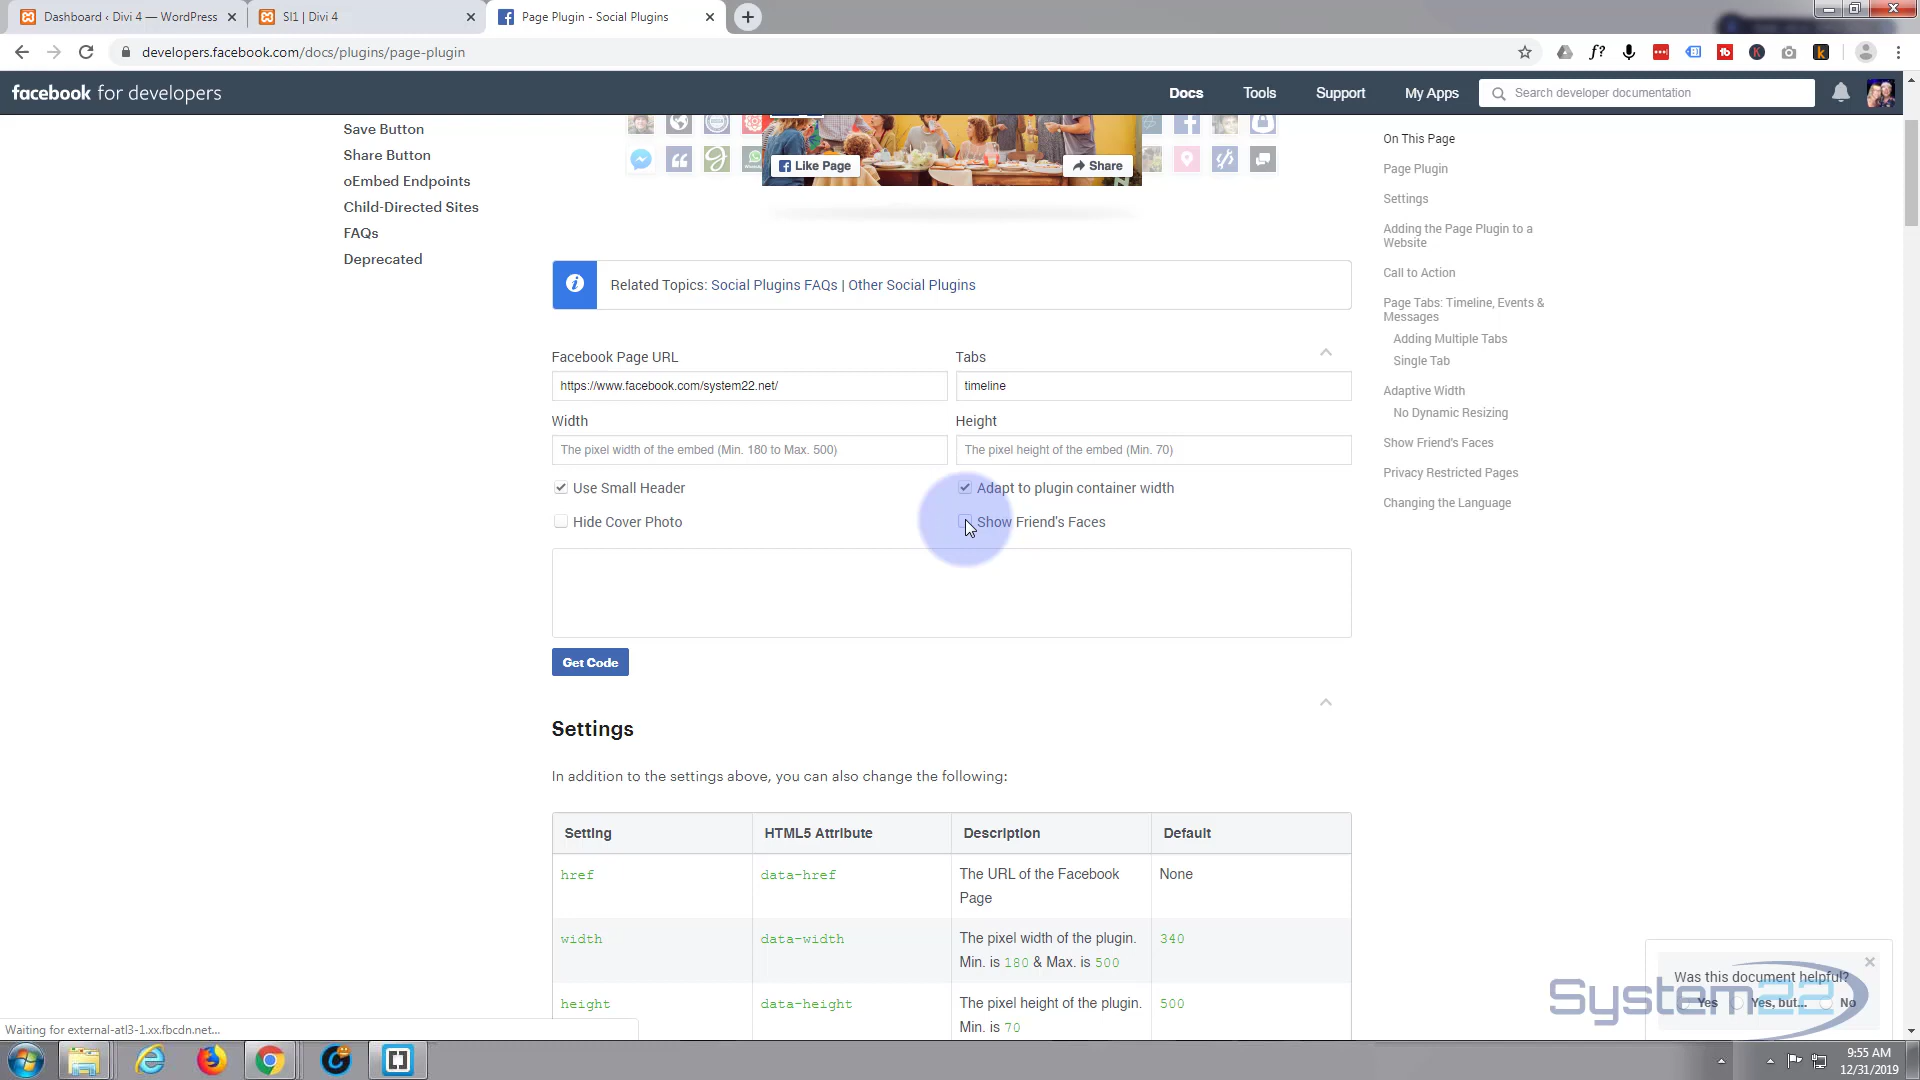 Dashboard ‹ Divi 4 — WordPress
SI1 | Divi 4
Page Plugin - Social Plugins
developers.facebook.com/docs/plugins/page-plugin
facebook for developers
Docs
Tools
Support
My Apps
Search developer documentation
Save Button
Share Button
oEmbed Endpoints
Child-Directed Sites
FAQs
Deprecated
Like Page
Share
Related Topics: Social Plugins FAQs | Other Social Plugins
Facebook Page URL
Tabs
https://www.facebook.com/system22.net/
timeline
Width
Height
The pixel width of the embed (Min. 180 to Max. 500)
The pixel height of the embed (Min. 70)
Use Small Header
Adapt to plugin container width
Hide Cover Photo
Show Friend's Faces
Get Code
Settings
In addition to the settings above, you can also change the following:
Setting
HTML5 Attribute
Description
Default
href
data-href
The URL of the Facebook
Page
None
width
data-width
The pixel width of the plugin.
Min. is 180 & Max. is 500
340
height
data-height
The pixel height of the plugin.
Min. is 70
500
On This Page
Page Plugin
Settings
Adding the Page Plugin to a
Website
Call to Action
Page Tabs: Timeline, Events &
Messages
Adding Multiple Tabs
Single Tab
Adaptive Width
No Dynamic Resizing
Show Friend's Faces
Privacy Restricted Pages
Changing the Language
Was this document helpful?
Yes
Yes, but...
No
System22
Waiting for external-atl3-1.xx.fbcdn.net...
9:55 AM
12/31/2019